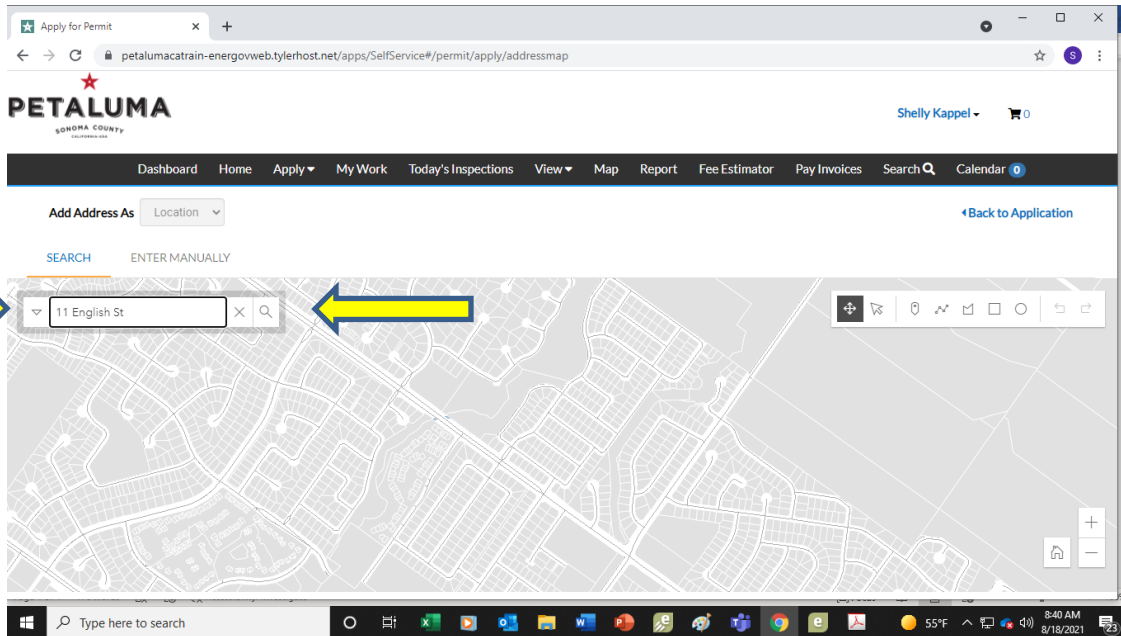 Apply for Permit
petalumacatrain-energovweb.tylerhost.net/apps/SelfService#/permit/apply/addressmap
S
PETALUMA
SONOMA COUNTY
CALIFORNIA·USA
Shelly Kappel
0
Dashboard Home Apply My Work Today's Inspections View Map Report Fee Estimator Pay Invoices Search Calendar 0
Add Address As Location
Back to Application
SEARCH ENTER MANUALLY
11 English St
Type here to search
55°F
8:40 AM
8/18/2021
23